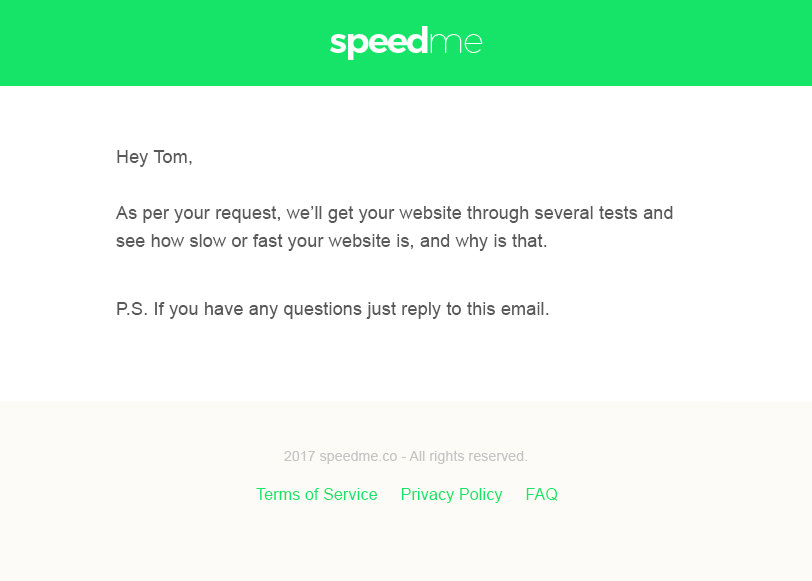 speedme
Hey Tom,
As per your request, we’ll get your website through several tests and
see how slow or fast your website is, and why is that.
P.S. If you have any questions just reply to this email.
2017 speedme.co - All rights reserved.
Terms of Service Privacy Policy FAQ